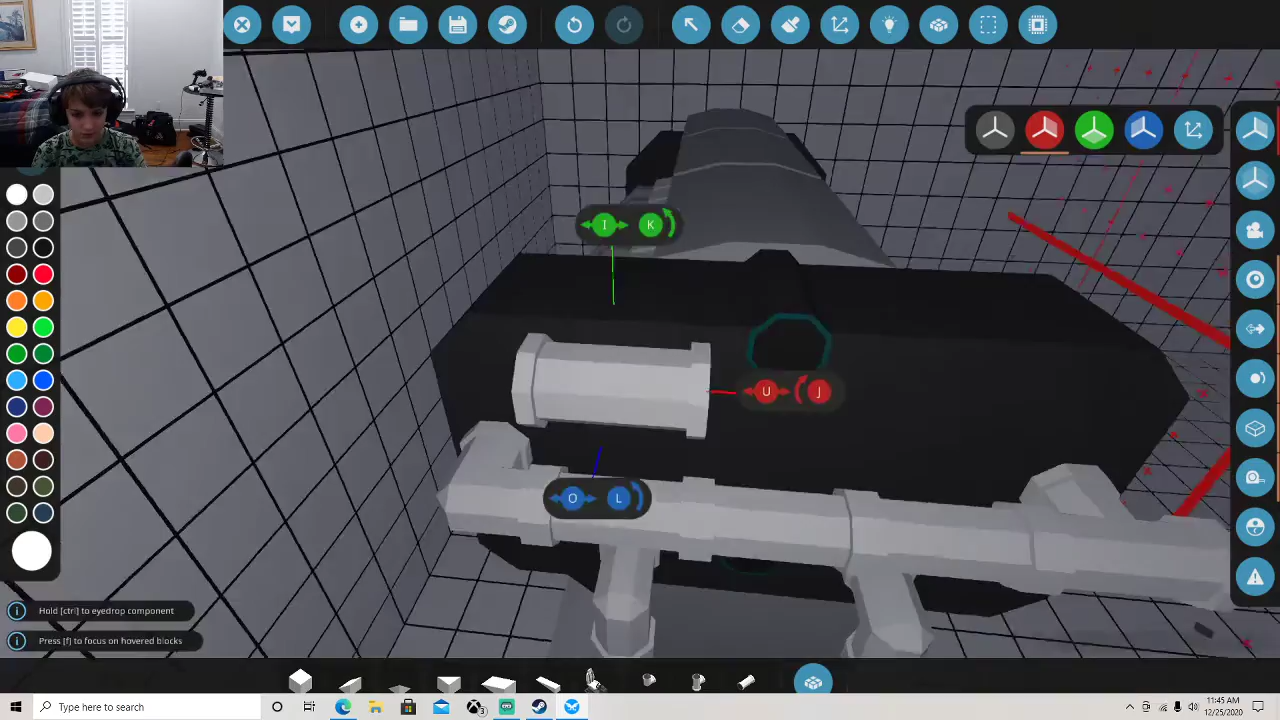 I K
U J
O L
Hold [ctrl] to eyedrop component
Press [f] to focus on hovered blocks
Type here to search
11:45 AM
12/25/2020